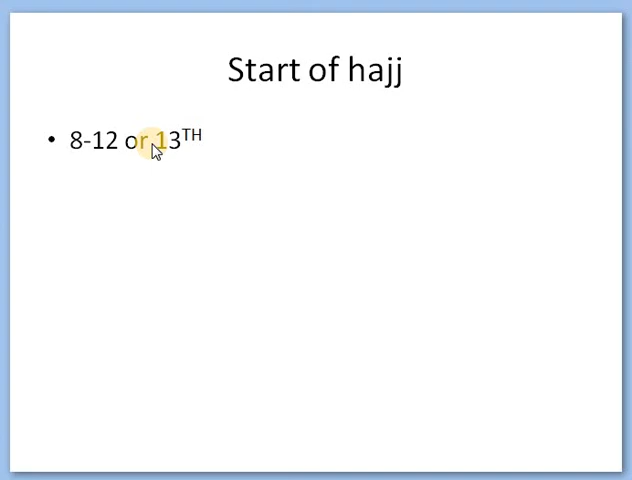 Start of hajj
• 8-12 or 13TH